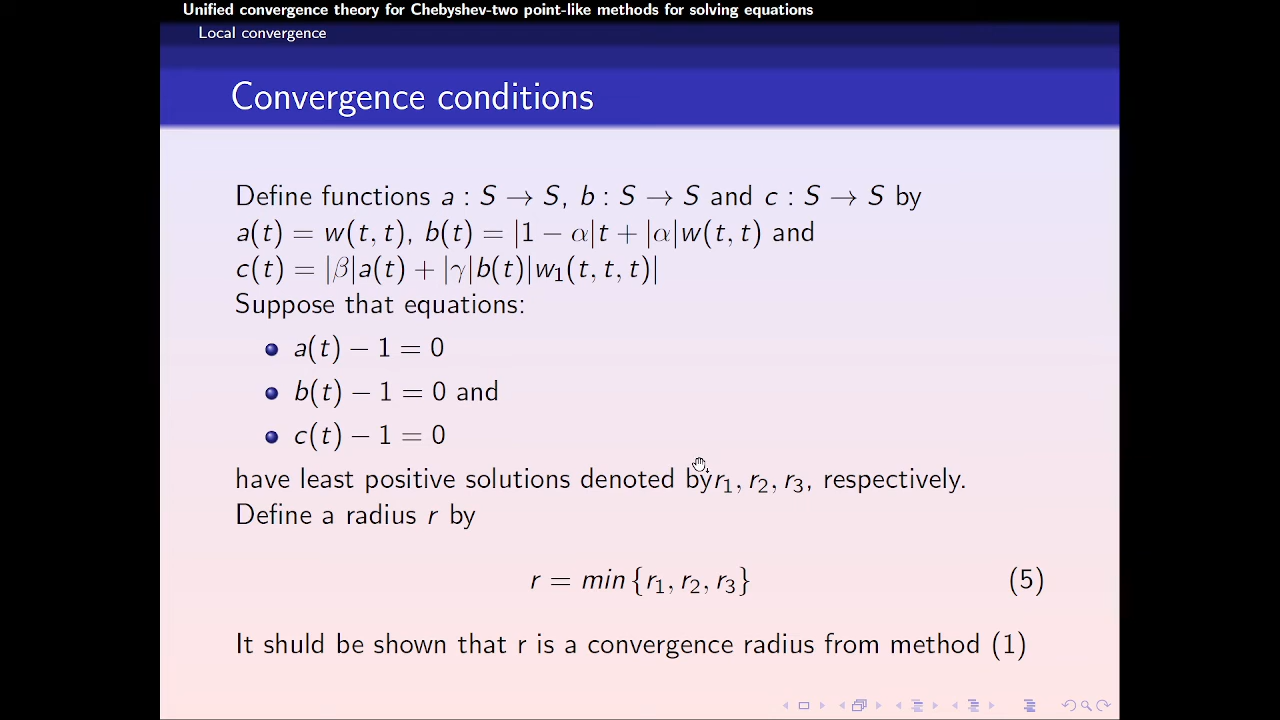 Unified convergence theory for Chebyshev-two point-like methods for solving equations
Local convergence
Convergence conditions
Define functions a : S → S, b : S → S and c : S → S by
a(t) = w(t, t), b(t) = |1 − α|t + |α|w(t, t) and
c(t) = |β|a(t) + |γ|b(t)|w₁(t, t, t)|
Suppose that equations:
a(t) − 1 = 0
b(t) − 1 = 0 and
c(t) − 1 = 0
have least positive solutions denoted byr₁, r₂, r₃, respectively.
Define a radius r by
r = min {r₁, r₂, r₃} (5)
It shuld be shown that r is a convergence radius from method (1)